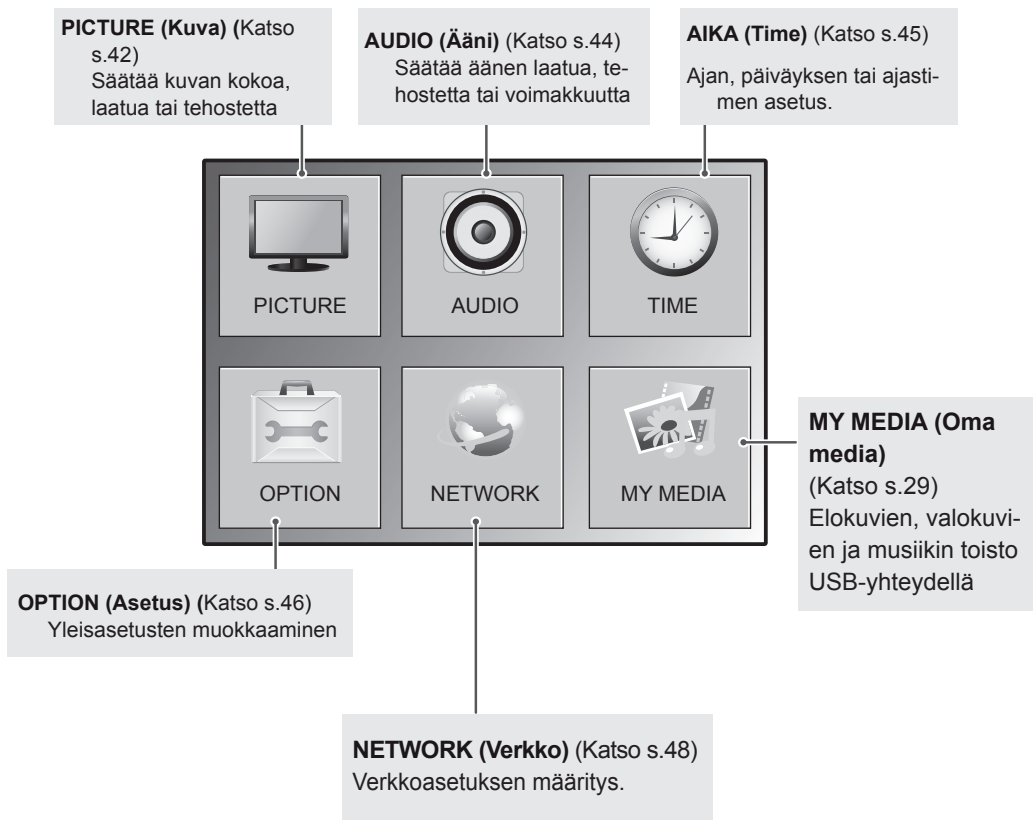 PICTURE (Kuva) (Katso
s.42)
Säätää kuvan kokoa,
laatua tai tehostetta
AUDIO (Ääni) (Katso s.44)
Säätää äänen laatua, te-
hostetta tai voimakkuutta
AIKA (Time) (Katso s.45)
Ajan, päiväyksen tai ajasti-
men asetus.
PICTURE
AUDIO
TIME
OPTION
NETWORK
MY MEDIA
MY MEDIA (Oma
media)
(Katso s.29)
Elokuvien, valokuvi-
en ja musiikin toisto
USB-yhteydellä
OPTION (Asetus) (Katso s.46)
Yleisasetusten muokkaaminen
NETWORK (Verkko) (Katso s.48)
Verkkoasetuksen määritys.